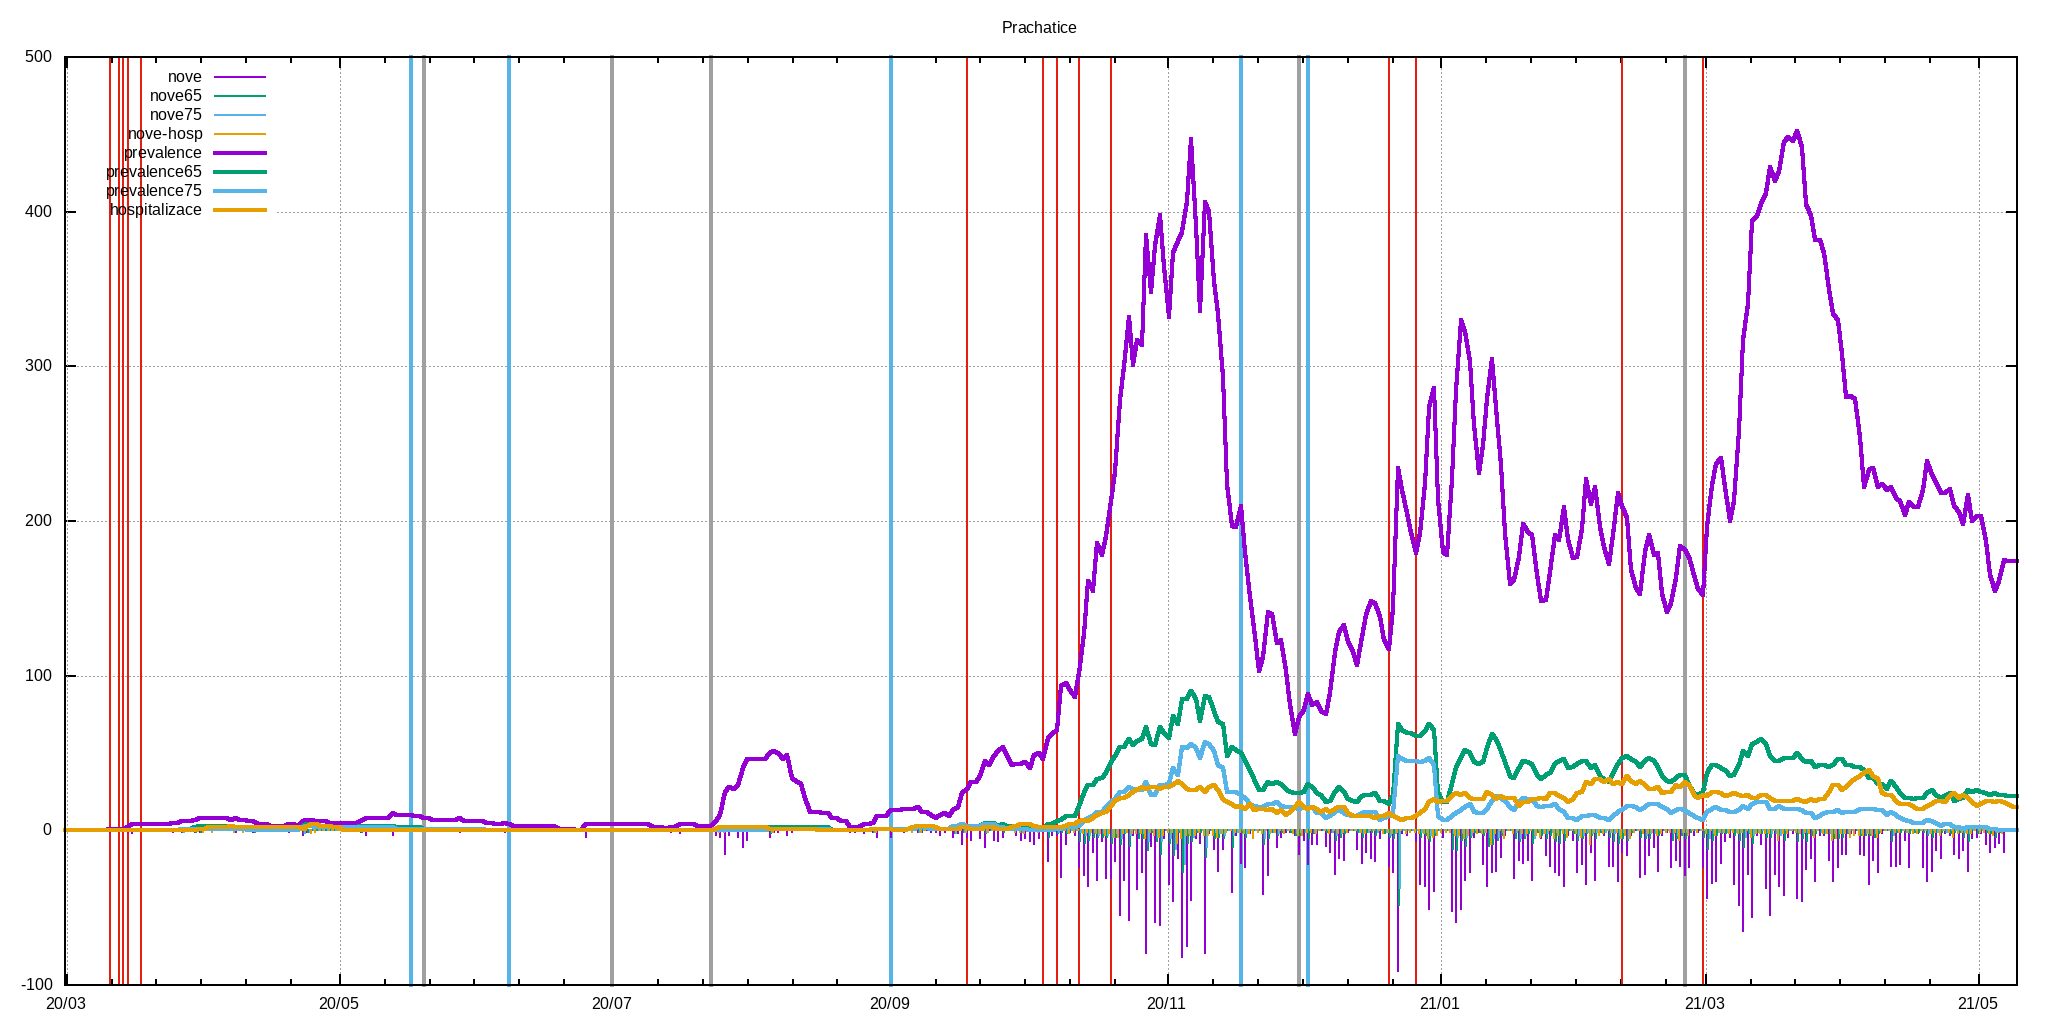 Prachatice
500
400
300
200
100
0
-100
nove
nove65
nove75
nove-hosp
prevalence
prevalence65
prevalence75
hospitalizace
20/03 20/05 20/07 20/09 20/11 21/01 21/03 21/05